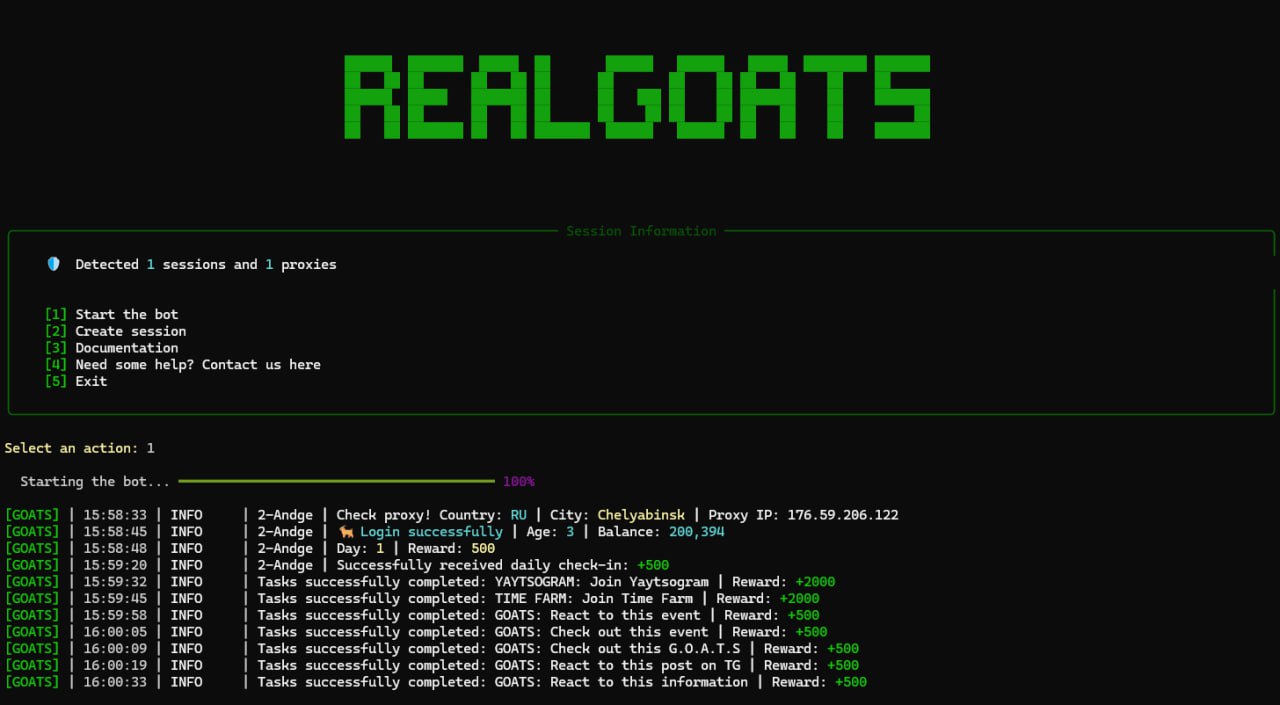 REALGOATS
Session Information
Detected 1 sessions and 1 proxies
[1] Start the bot
[2] Create session
[3] Documentation
[4] Need some help? Contact us here
[5] Exit
Select an action: 1
Starting the bot... 100%
[GOATS] | 15:58:33 | INFO | 2-Andge | Check proxy! Country: RU | City: Chelyabinsk | Proxy IP: 176.59.206.122
[GOATS] | 15:58:45 | INFO | 2-Andge | 🐐 Login successfully | Age: 3 | Balance: 200,394
[GOATS] | 15:58:48 | INFO | 2-Andge | Day: 1 | Reward: 500
[GOATS] | 15:59:20 | INFO | 2-Andge | Successfully received daily check-in: +500
[GOATS] | 15:59:32 | INFO | Tasks successfully completed: YAYTSOGRAM: Join Yaytsogram | Reward: +2000
[GOATS] | 15:59:45 | INFO | Tasks successfully completed: TIME FARM: Join Time Farm | Reward: +2000
[GOATS] | 15:59:58 | INFO | Tasks successfully completed: GOATS: React to this event | Reward: +500
[GOATS] | 16:00:05 | INFO | Tasks successfully completed: GOATS: Check out this event | Reward: +500
[GOATS] | 16:00:09 | INFO | Tasks successfully completed: GOATS: Check out this G.O.A.T.S | Reward: +500
[GOATS] | 16:00:19 | INFO | Tasks successfully completed: GOATS: React to this post on TG | Reward: +500
[GOATS] | 16:00:33 | INFO | Tasks successfully completed: GOATS: React to this information | Reward: +500